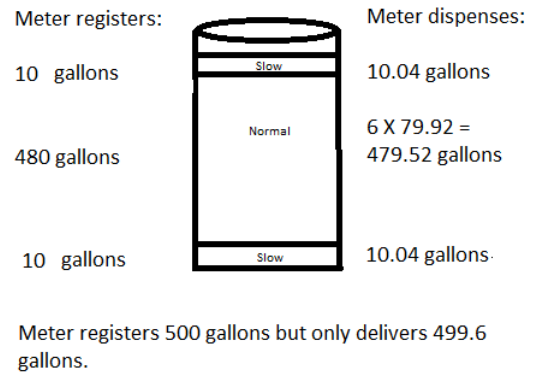 Meter registers:
Meter dispenses:
10 gallons
Slow
10.04 gallons
Normal
6 X 79.92 =
480 gallons
479.52 gallons
10 gallons
Slow
10.04 gallons.
Meter registers 500 gallons but only delivers 499.6
gallons.